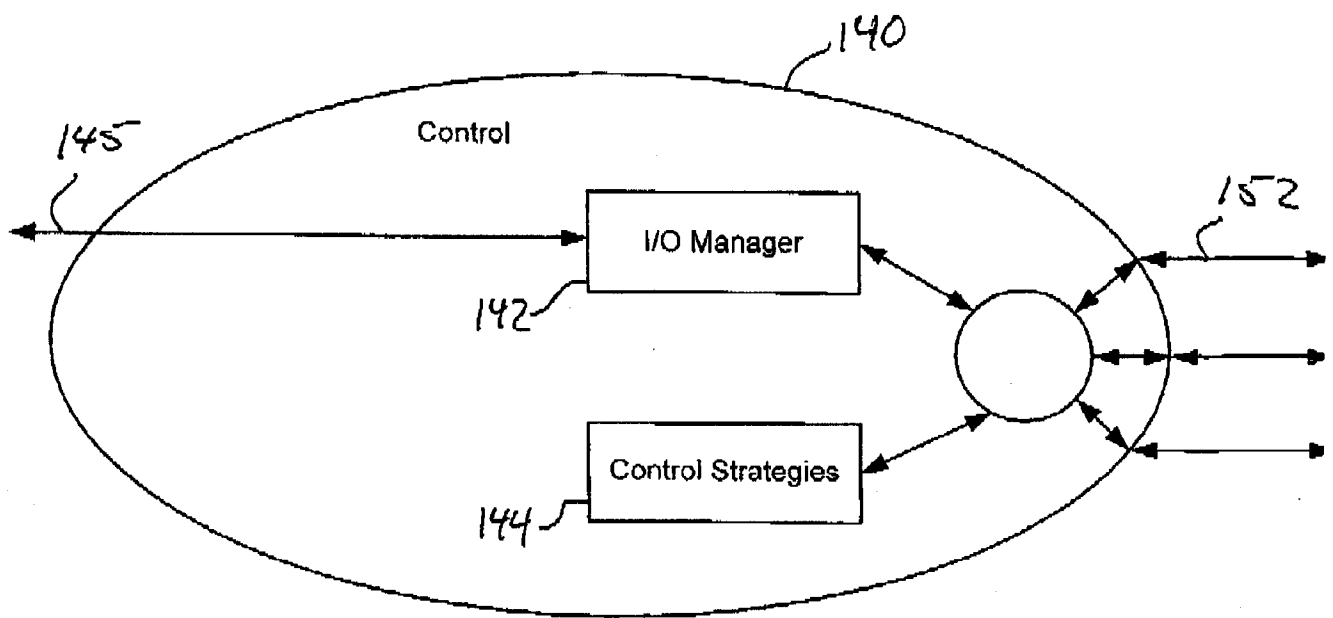 140
Control
145
152
I/O Manager
142
Control Strategies
144